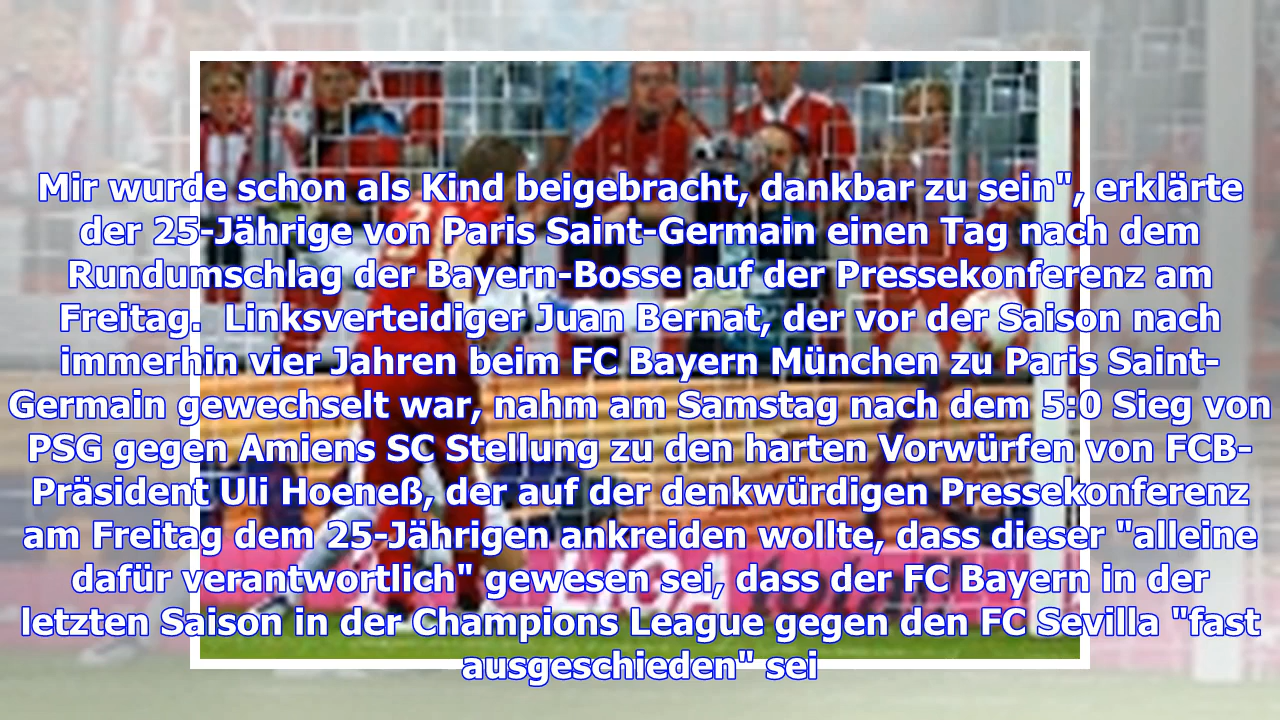 Mir wurde schon als Kind beigebracht, dankbar zu sein", erklärte
der 25-Jährige von Paris Saint-Germain einen Tag nach dem
Rundumschlag der Bayern-Bosse auf der Pressekonferenz am
Freitag.  Linksverteidiger Juan Bernat, der vor der Saison nach
immerhin vier Jahren beim FC Bayern München zu Paris Saint-
Germain gewechselt war, nahm am Samstag nach dem 5:0 Sieg von
PSG gegen Amiens SC Stellung zu den harten Vorwürfen von FCB-
Präsident Uli Hoeneß, der auf der denkwürdigen Pressekonferenz
am Freitag dem 25-Jährigen ankreiden wollte, dass dieser "alleine
dafür verantwortlich" gewesen sei, dass der FC Bayern in der
letzten Saison in der Champions League gegen den FC Sevilla "fast
ausgeschieden" sei